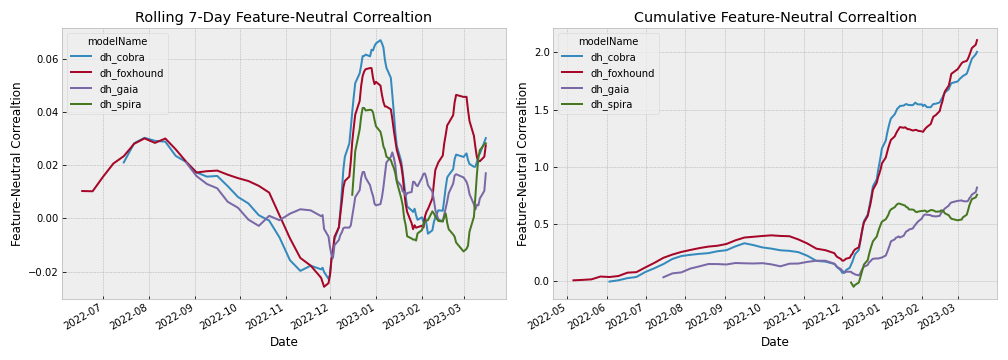 Rolling 7-Day Feature-Neutral Correaltion
Feature-Neutral Correaltion
0.06
0.04
0.02
0.00
−0.02
modelName
dh_cobra
dh_foxhound
dh_gaia
dh_spira
2022-07
2022-08
2022-09
2022-10
2022-11
2022-12
2023-01
2023-02
2023-03
Date
Cumulative Feature-Neutral Correaltion
Feature-Neutral Correaltion
2.0
1.5
1.0
0.5
0.0
modelName
dh_cobra
dh_foxhound
dh_gaia
dh_spira
2022-05
2022-06
2022-07
2022-08
2022-09
2022-10
2022-11
2022-12
2023-01
2023-02
2023-03
Date